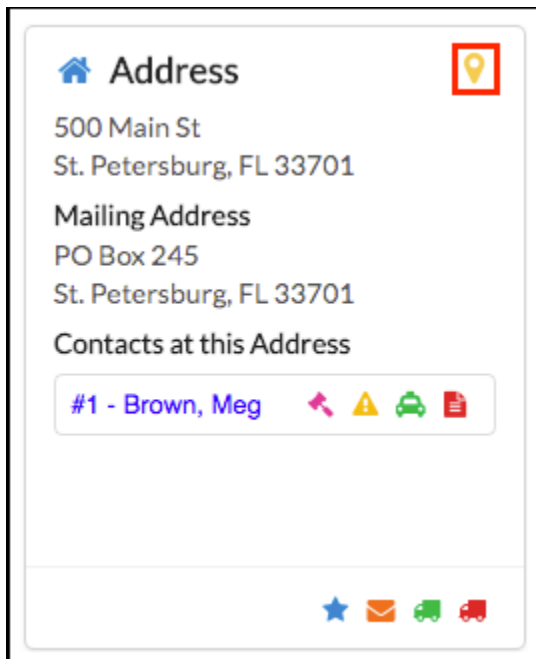 Address
500 Main St
St. Petersburg, FL 33701
Mailing Address
PO Box 245
St. Petersburg, FL 33701
Contacts at this Address
#1 - Brown, Meg